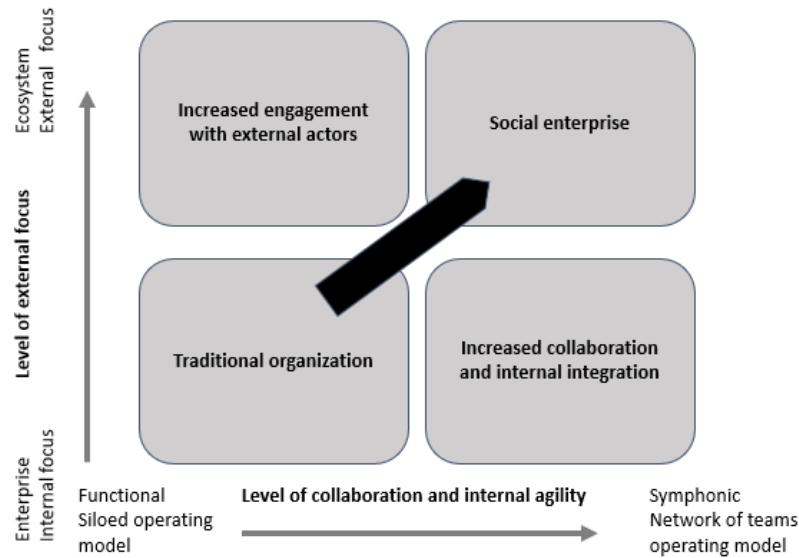 Ecosystem
External focus
Increased engagement
with external actors
Social enterprise
Level of external focus
Traditional organization
Increased collaboration
and internal integration
Enterprise
Internal focus
Functional
Siloed operating
model
Level of collaboration and internal agility
Symphonic
Network of teams
operating model